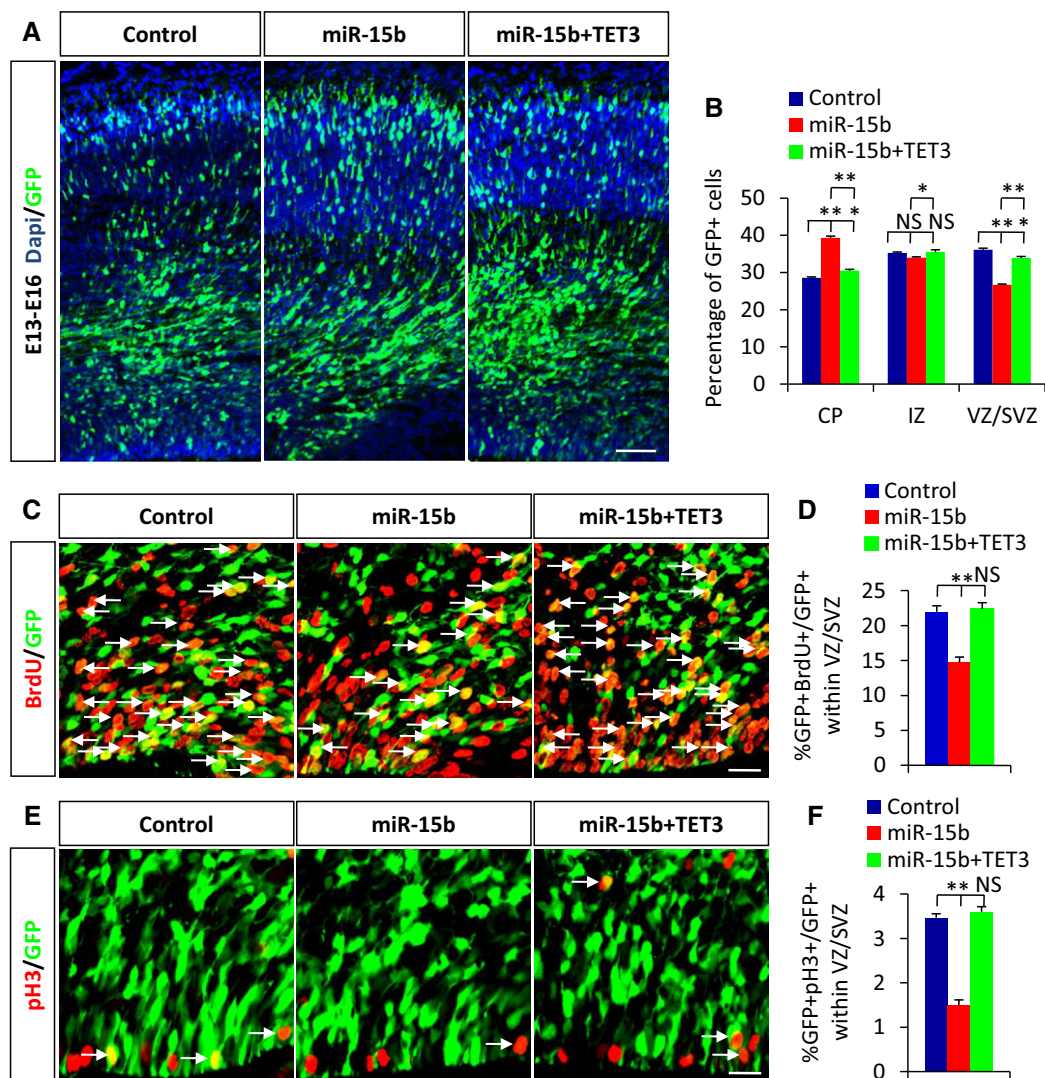 A
Control
miR-15b
miR-15b+TET3
E13-E16 Dapi/GFP
B
Control
miR-15b
miR-15b+TET3
Percentage of GFP+ cells
50
40
30
20
10
0
** ** *
* NS NS
** ** *
CP IZ VZ/SVZ
C
Control
miR-15b
miR-15b+TET3
BrdU/GFP
D
Control
miR-15b
miR-15b+TET3
%GFP+BrdU+/GFP+
within VZ/SVZ
25
20
15
10
5
0
** NS
E
Control
miR-15b
miR-15b+TET3
pH3/GFP
F
Control
miR-15b
miR-15b+TET3
%GFP+pH3+/GFP+
within VZ/SVZ
4
3
2
1
0
** NS